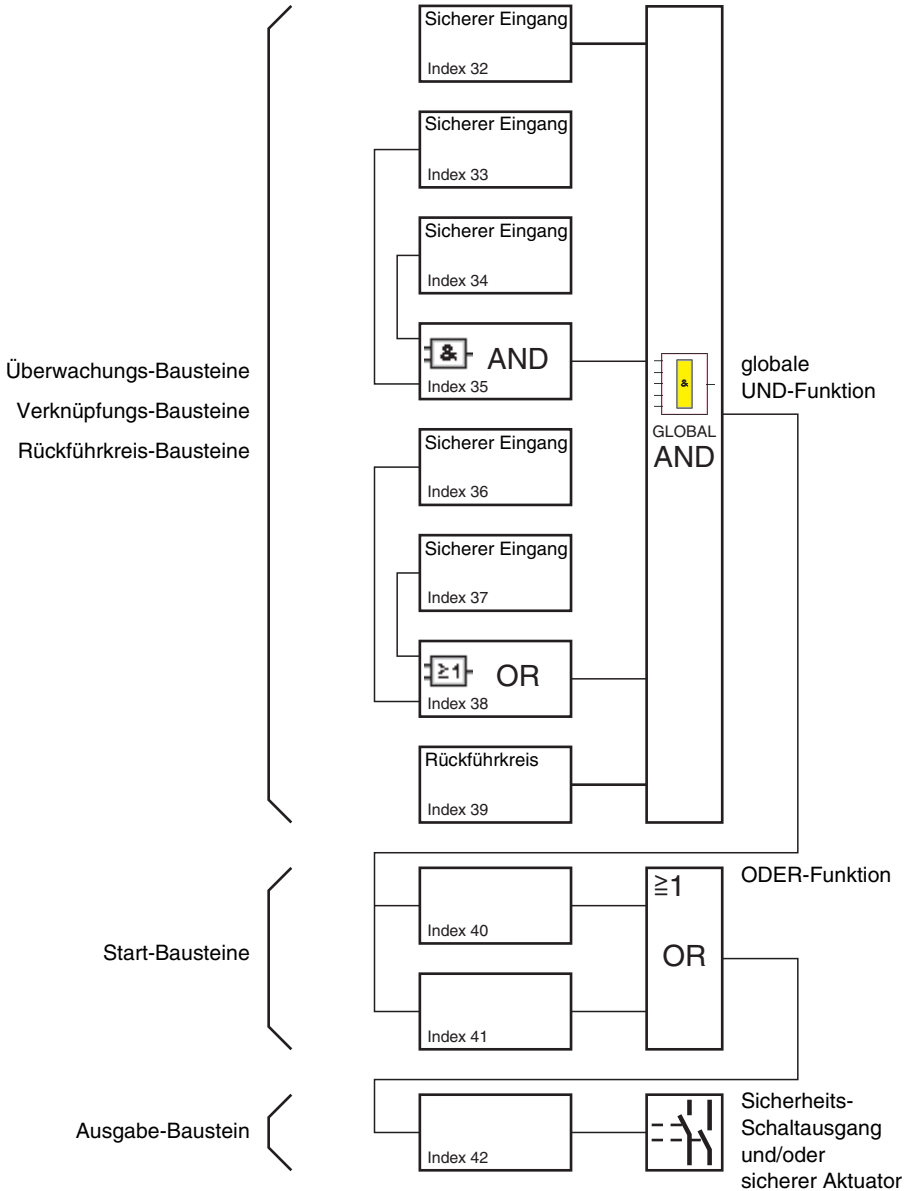 Sicherer Eingang
Index 32
Sicherer Eingang
Index 33
Sicherer Eingang
Index 34
Überwachungs-Bausteine
Verknüpfungs-Bausteine
Rückführkreis-Bausteine
& AND
Index 35
&
GLOBAL
AND
globale
UND-Funktion
Sicherer Eingang
Index 36
Sicherer Eingang
Index 37
≥1 OR
Index 38
Rückführkreis
Index 39
Start-Bausteine
Index 40
Index 41
≧1
OR
ODER-Funktion
Ausgabe-Baustein
Index 42
Sicherheits-
Schaltausgang
und/oder
sicherer Aktuator